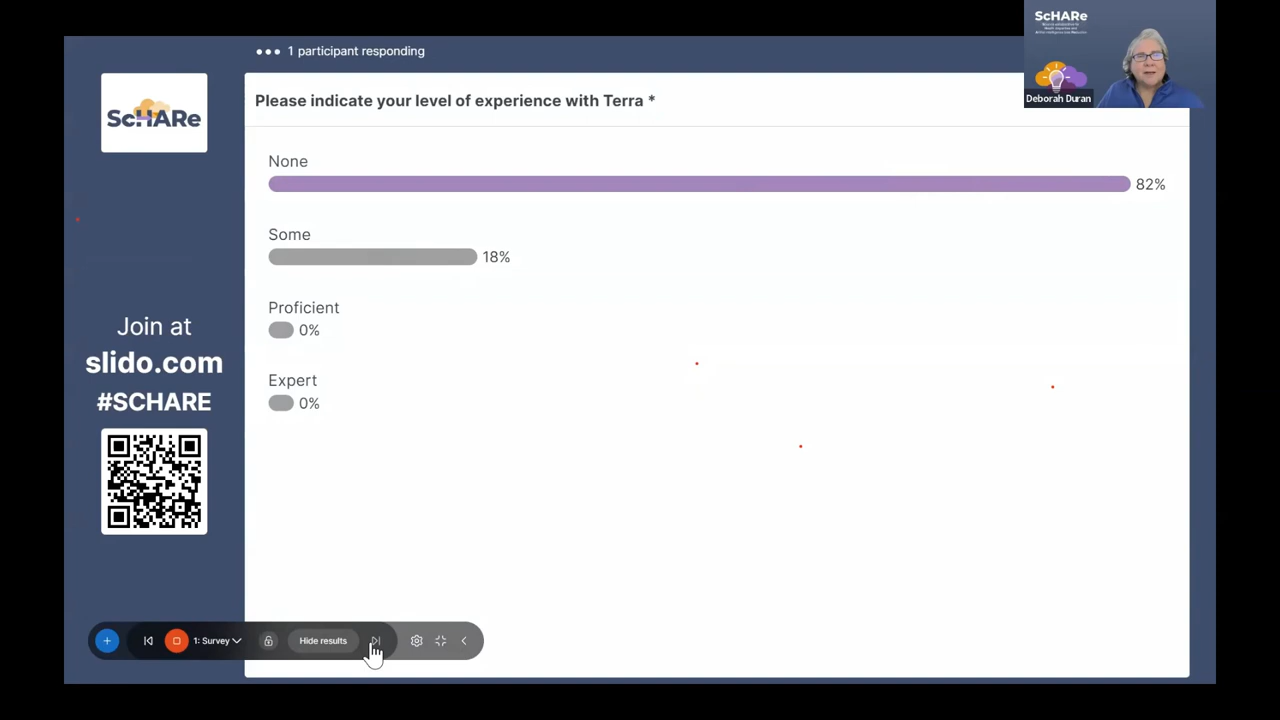 1 participant responding
ScHARe
Deborah Duran
ScHARe
Please indicate your level of experience with Terra *
None
82%
Some
18%
Proficient
0%
Expert
0%
Join at
slido.com
#SCHARE
1: Survey
Hide results